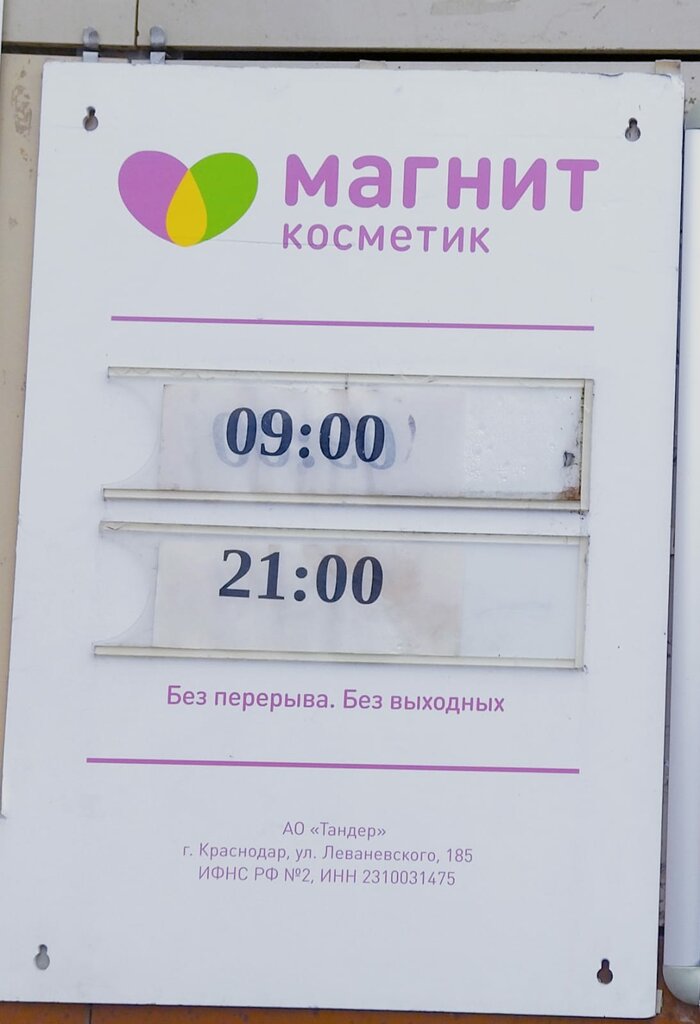 магнит
косметик
09:00
21:00
Без перерыва. Без выходных
АО «Тандер»
г. Краснодар, ул. Леваневского, 185
ИФНС РФ №2, ИНН 2310031475